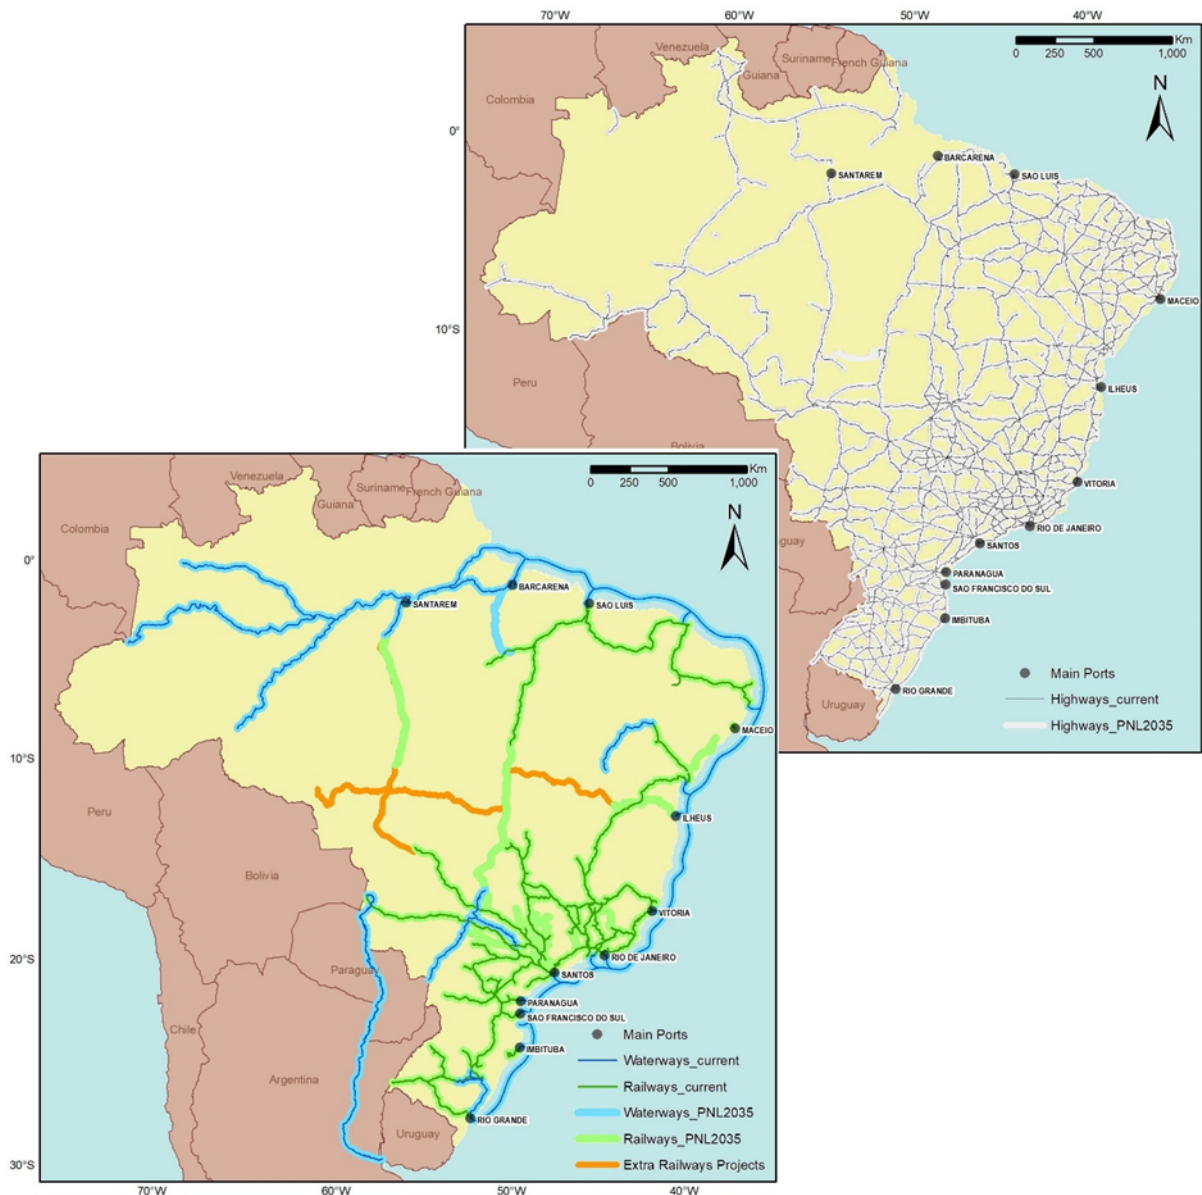 70°W 60°W 50°W 40°W
Km
0 250 500 1,000
N
Venezuela
Suriname
French Guiana
Guiana
Colombia
0°
BARCARENA
SANTAREM
SAO LUIS
MACEIO
10°S
Peru
ILHEUS
Bolivia
VITORIA
RIO DE JANEIRO
SANTOS
guay
PARANAGUA
SAO FRANCISCO DO SUL
IMBITUBA
Main Ports
RIO GRANDE
Highways_current
Uruguay
Highways_PNL2035
Km
0 250 500 1,000
N
Venezuela
Suriname
French Guiana
Guiana
Colombia
0°
BARCARENA
SANTAREM
SAO LUIS
MACEIO
10°S
Peru
ILHEUS
Bolivia
VITORIA
20°S
RIO DE JANEIRO
Paraguay
SANTOS
PARANAGUA
SAO FRANCISCO DO SUL
Chile
Main Ports
IMBITUBA
Waterways_current
Argentina
Railways_current
RIO GRANDE
Waterways_PNL2035
Uruguay
Railways_PNL2035
30°S
Extra Railways Projects
70°W 60°W 50°W 40°W